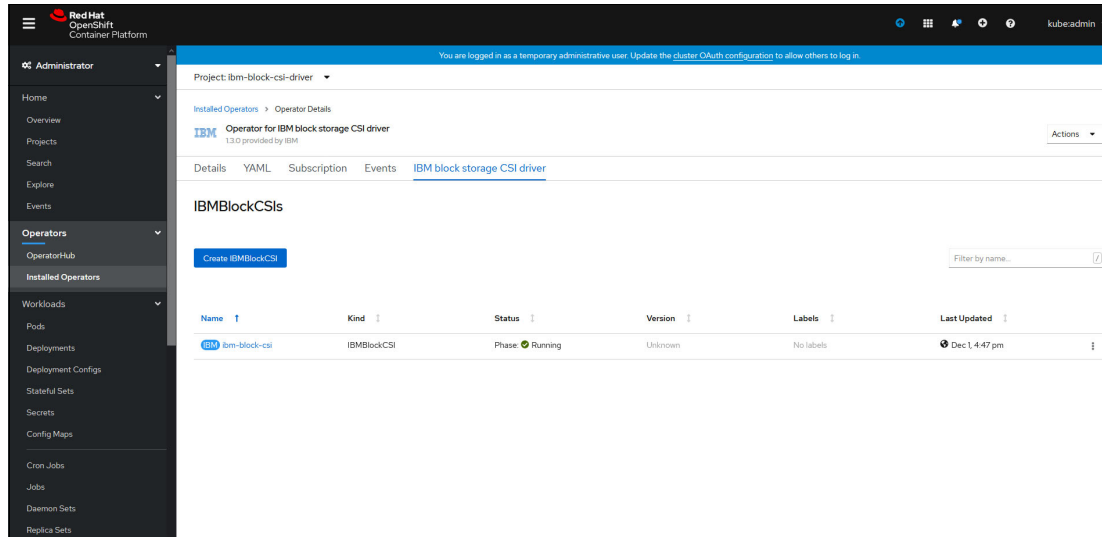 Red Hat
OpenShift
Container Platform
kube:admin
You are logged in as a temporary administrative user. Update the cluster OAuth configuration to allow others to log in.
Administrator
Home
Overview
Projects
Search
Explore
Events
Operators
OperatorHub
Installed Operators
Workloads
Pods
Deployments
Deployment Configs
Stateful Sets
Secrets
Config Maps
Cron Jobs
Jobs
Daemon Sets
Replica Sets
Project: ibm-block-csi-driver
Installed Operators > Operator Details
IBM
Operator for IBM block storage CSI driver
1.3.0 provided by IBM
Actions
Details YAML Subscription Events IBM block storage CSI driver
IBMBlockCSIs
Create IBMBlockCSI
Filter by name...
/
Name Kind Status Version Labels Last Updated
IBM ibm-block-csi IBMBlockCSI Phase: Running Unknown No labels Dec 1, 4:47 pm